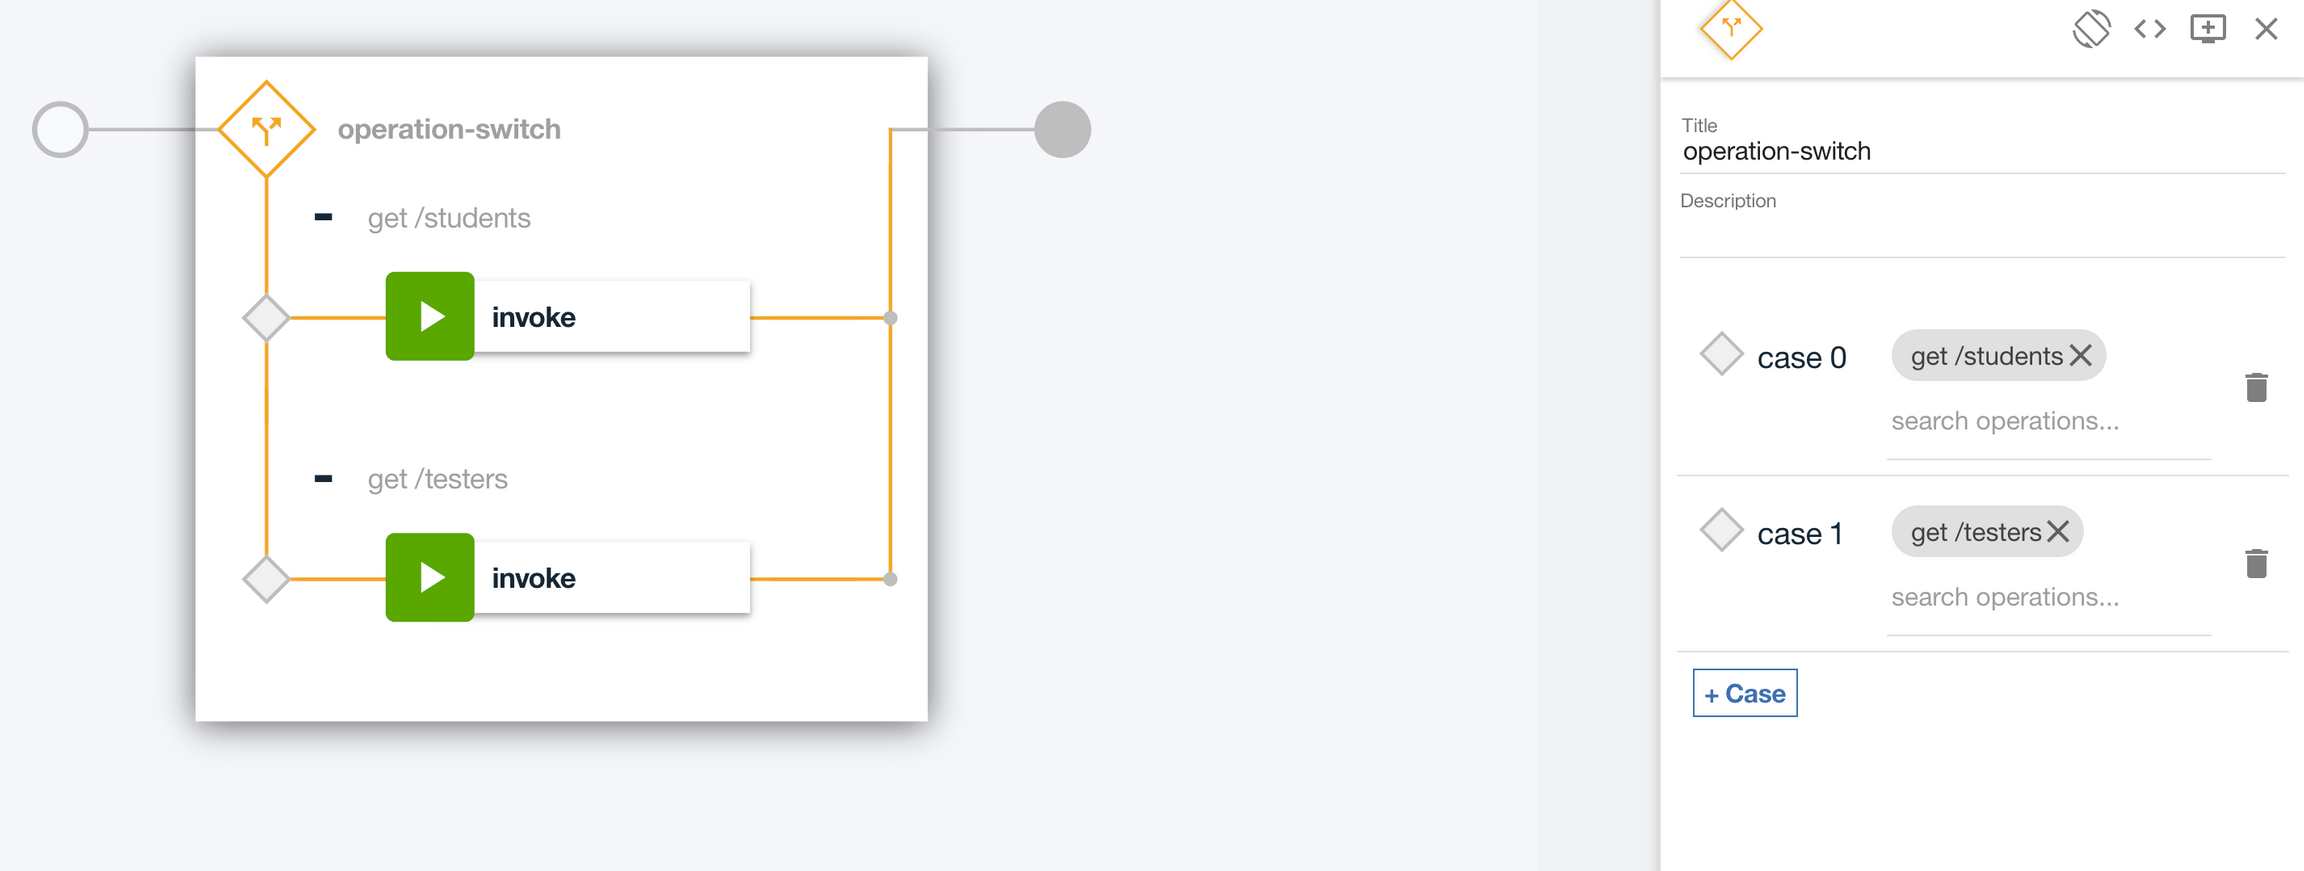 operation-switch
get /students
invoke
get /testers
invoke
Title
operation-switch
Description
case 0
get /students
search operations...
case 1
get /testers
search operations...
+ Case